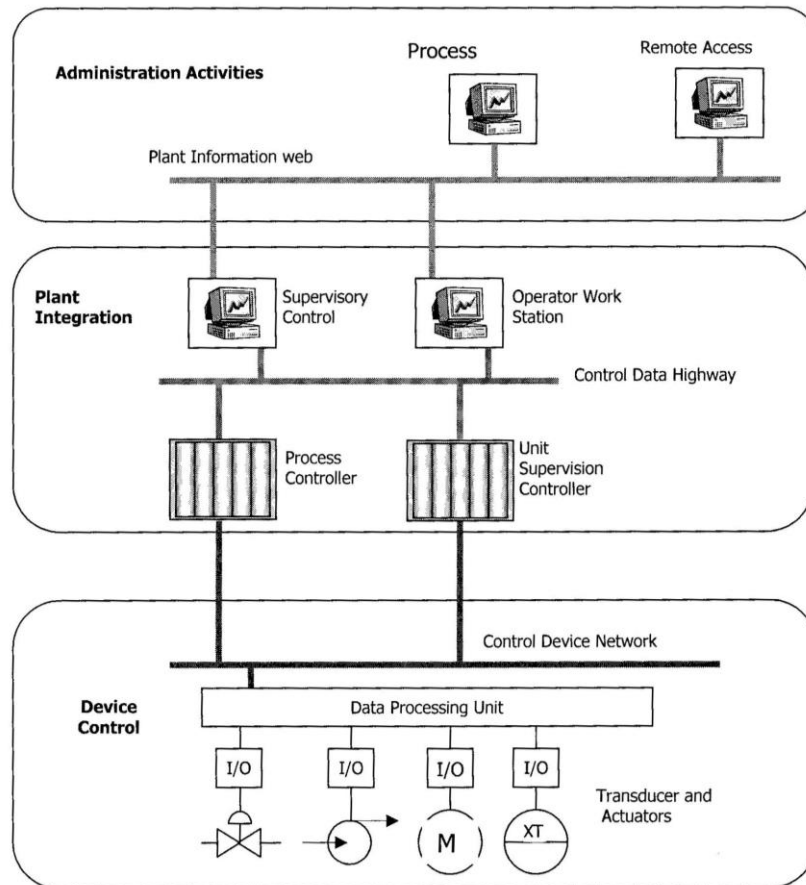 Process
Remote Access
Administration Activities
Plant Information web
Plant
Integration
Supervisory
Control
Operator Work
Station
Control Data Highway
Process
Controller
Unit
Supervision
Controller
Control Device Network
Device
Control
Data Processing Unit
I/O
I/O
I/O
I/O
Transducer and
Actuators
M
XT